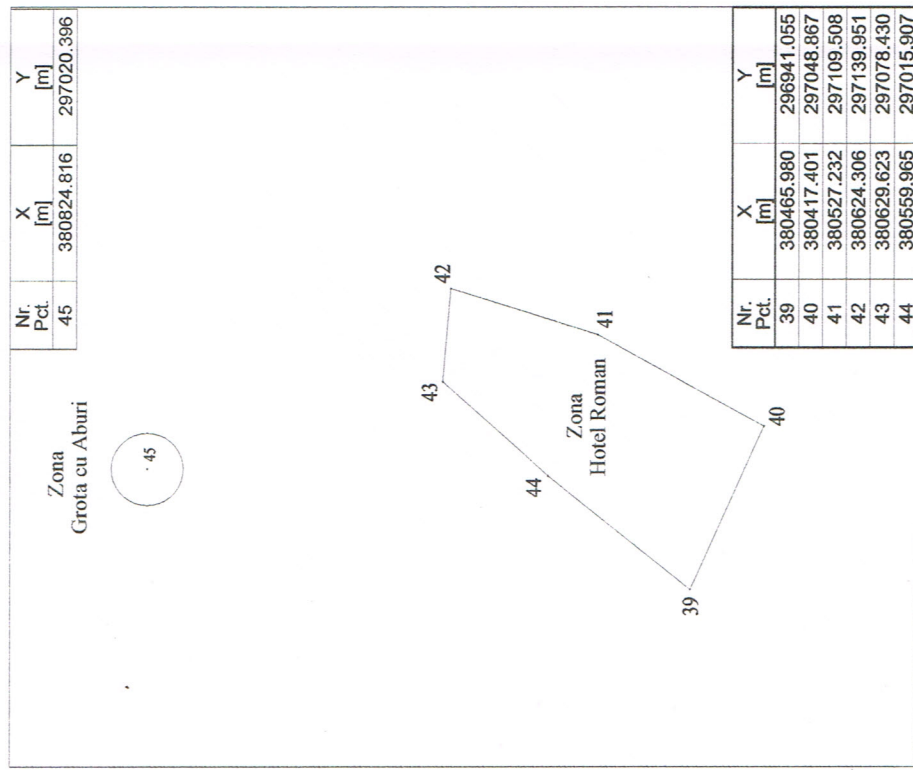 Nr. Pct. X [m] Y [m]
45 380824.816 297020.396
Zona
Grota cu Aburi
45
43
42
44
41
Zona
Hotel Roman
39
40
Nr. Pct. X [m] Y [m]
39 380465.980 296941.055
40 380417.401 297048.867
41 380527.232 297109.508
42 380624.306 297139.951
43 380629.623 297078.430
44 380559.965 297015.907